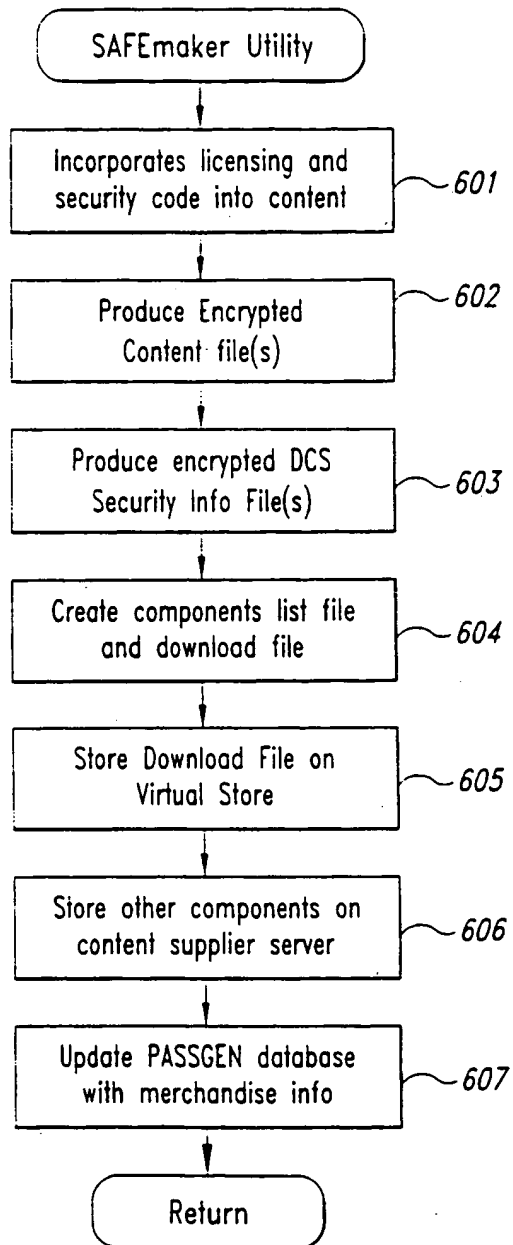 SAFEmaker Utility
Incorporates licensing and
security code into content
601
Produce Encrypted
Content file(s)
602
Produce encrypted DCS
Security Info File(s)
603
Create components list file
and download file
604
Store Download File on
Virtual Store
605
Store other components on
content supplier server
606
Update PASSGEN database
with merchandise info
607
Return